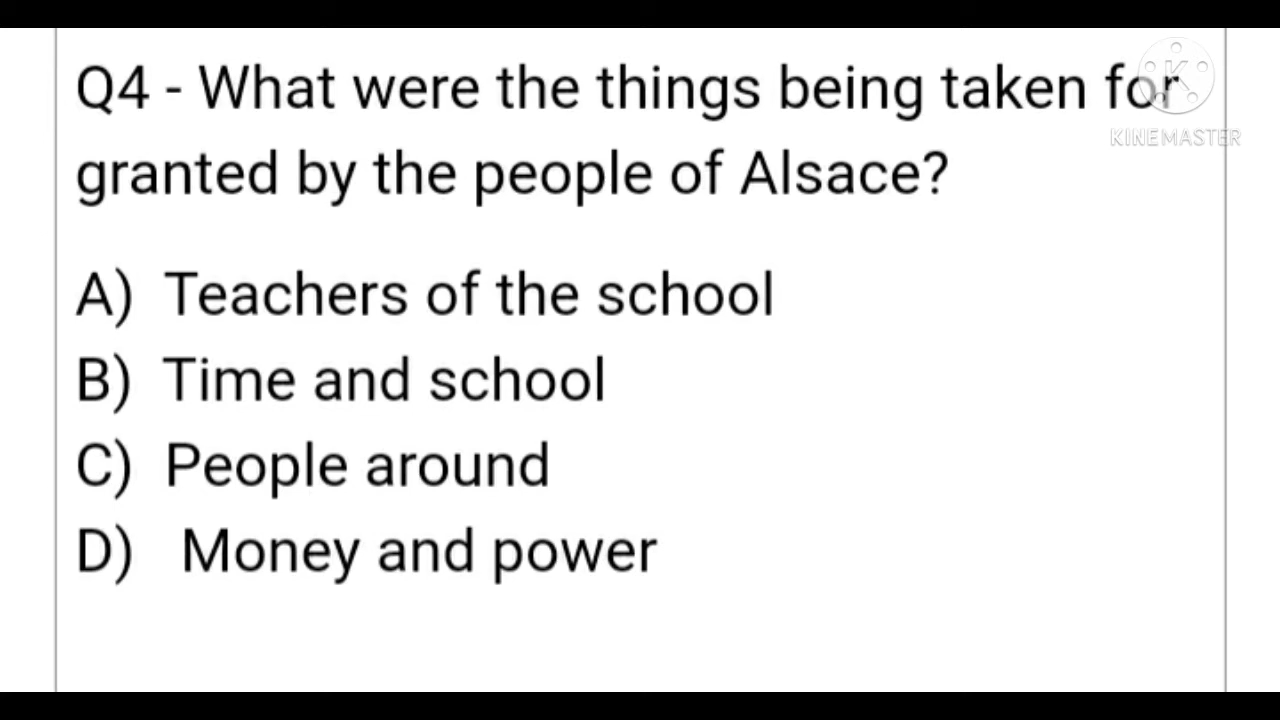 Q4 - What were the things being taken for
granted by the people of Alsace?
A) Teachers of the school
B) Time and school
C) People around
D) Money and power
K
KINEMASTER